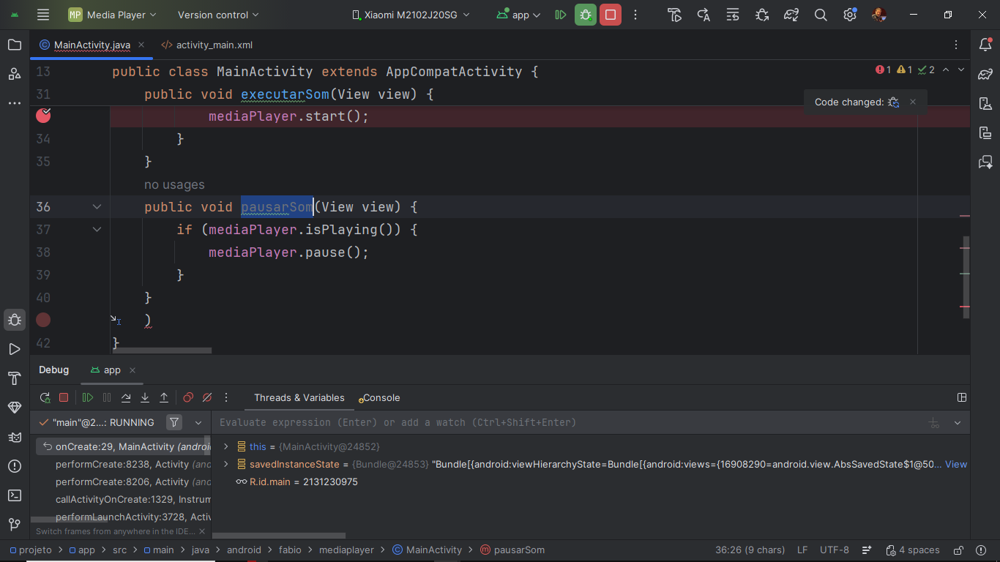 MP Media Player Version control Xiaomi M2102J20SG app
MainActivity.java activity_main.xml
13 public class MainActivity extends AppCompatActivity { 1 1 2
31 public void executarSom(View view) {
Code changed:
mediaPlayer.start();
34 }
35 }
no usages
36 public void pausarSom(View view) {
37 if (mediaPlayer.isPlaying()) {
38 mediaPlayer.pause();
39 }
40 }
)
42 }
Debug app
Threads & Variables Console
"main"@2...: RUNNING Evaluate expression (Enter) or add a watch (Ctrl+Shift+Enter)
onCreate:29, MainActivity (androi
this = {MainActivity@24852}
performCreate:8238, Activity (anc
savedInstanceState = {Bundle@24853} "Bundle[{android:viewHierarchyState=Bundle[{android:views={16908290=android.view.AbsSavedState$1@50... View
performCreate:8206, Activity (anc
R.id.main = 2131230975
callActivityOnCreate:1329, Instrum
performLaunchActivity:3728, Activ
Switch frames from anywhere in the IDE...
projeto > app > src > main > java > android > fabio > mediaplayer > MainActivity > pausarSom 36:26 (9 chars) LF UTF-8 4 spaces